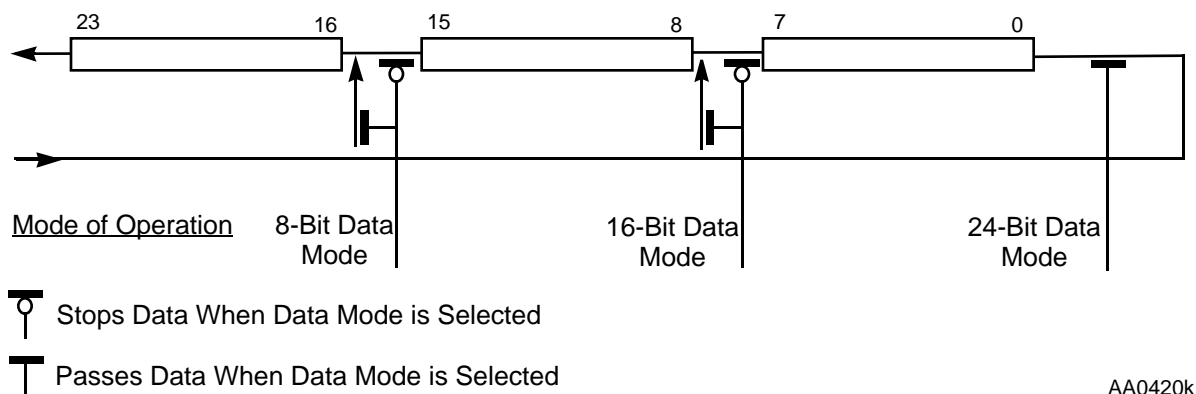 23 16 15 8 7 0
Mode of Operation
8-Bit Data
Mode
16-Bit Data
Mode
24-Bit Data
Mode
Stops Data When Data Mode is Selected
Passes Data When Data Mode is Selected
AA0420k